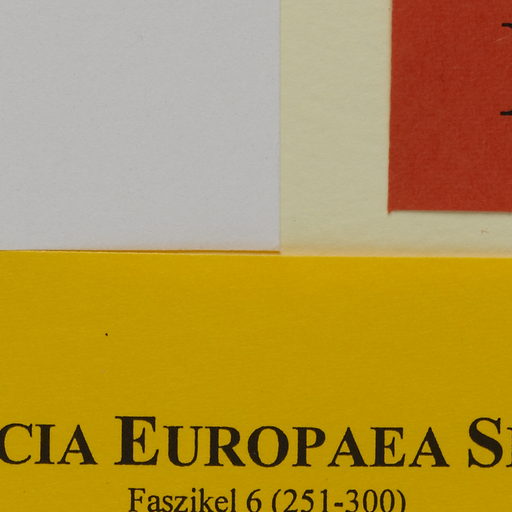 CIA EUROPAEA S
Faszikel 6 (251-300)